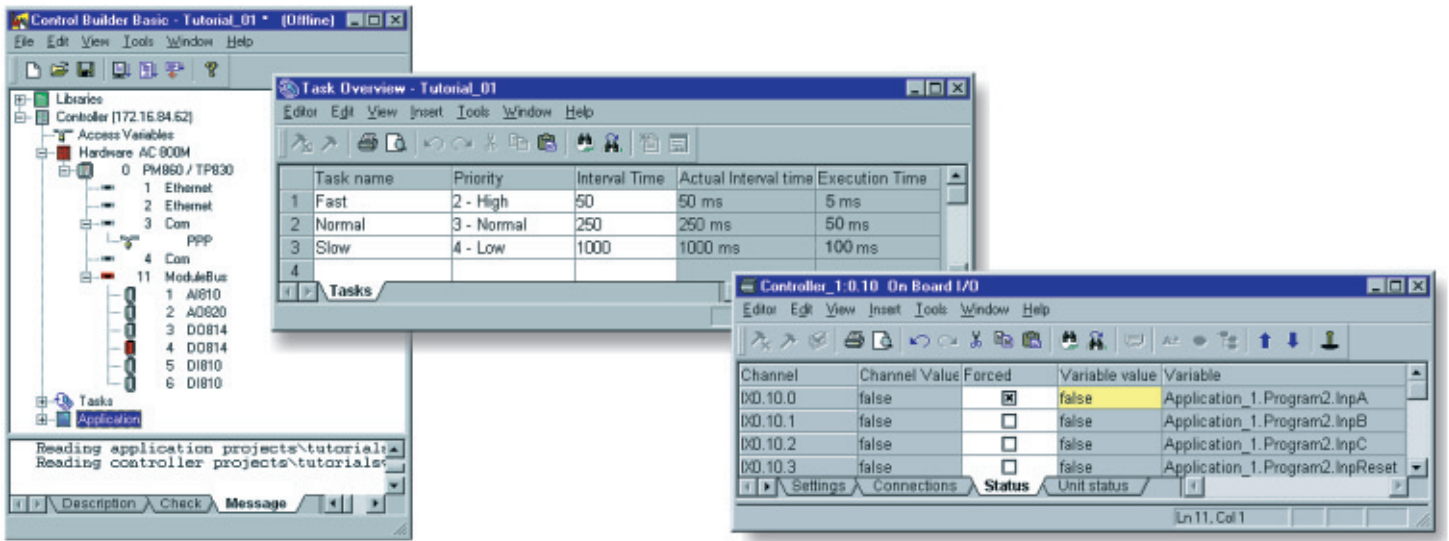 Control Builder Basic - Tutorial_01 * (Offline)
File Edit View Tools Window Help
Libraries
Controller (172.16.84.62)
Access Variables
Hardware AC 800M
0 PM860 / TP830
1 Ethernet
2 Ethernet
3 Com
PPP
4 Com
11 ModuleBus
1 AI810
2 AO820
3 DO814
4 DO814
5 DI810
6 DI810
Tasks
Application
Reading application projects\tutorials
Reading controller projects\tutorials
Description Check Message
Task Overview - Tutorial_01
Editor Edit View Insert Tools Window Help
Task name Priority Interval Time Actual Interval time Execution Time
1 Fast 2 - High 50 50 ms 5 ms
2 Normal 3 - Normal 250 250 ms 50 ms
3 Slow 4 - Low 1000 1000 ms 100 ms
4
Tasks
Controller_1:0.10 On Board I/O
Editor Edit View Insert Tools Window Help
Channel Channel Value Forced Variable value Variable
IX0.10.0 false false Application_1.Program2.InpA
IX0.10.1 false false Application_1.Program2.InpB
IX0.10.2 false false Application_1.Program2.InpC
IX0.10.3 false false Application_1.Program2.InpReset
Settings Connections Status Unit status
Ln 11, Col 1